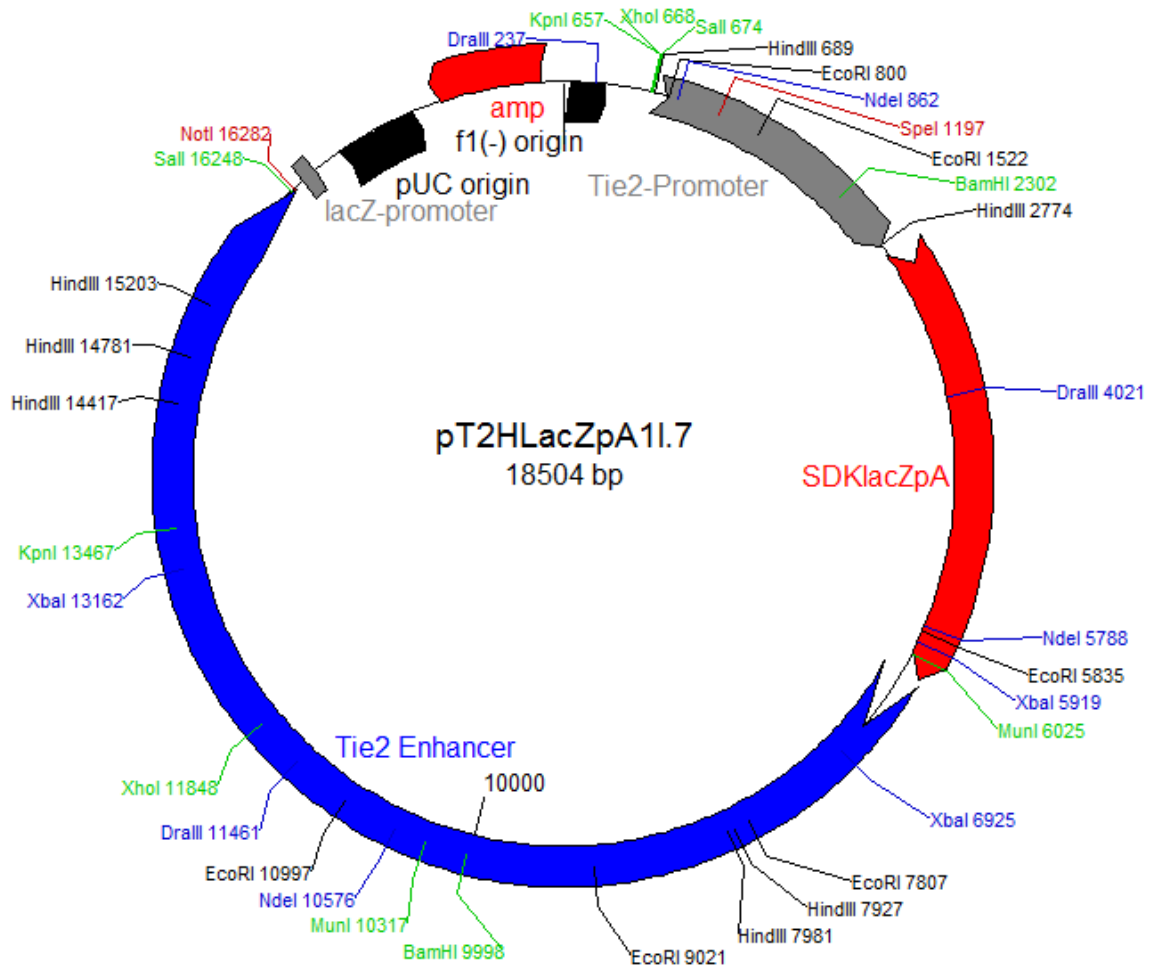 KpnI 657
XhoI 668
SalI 674
DraIII 237
HindIII 689
EcoRI 800
NdeI 862
SpeI 1197
EcoRI 1522
BamHI 2302
HindIII 2774
amp
f1(-) origin
pUC origin
lacZ-promoter
Tie2-Promoter
NotI 16282
SalI 16248
HindIII 15203
HindIII 14781
HindIII 14417
DraIII 4021
pT2HLacZpA1I.7
18504 bp
SDKlacZpA
KpnI 13467
XbaI 13162
NdeI 5788
EcoRI 5835
XbaI 5919
MunI 6025
Tie2 Enhancer
10000
XhoI 11848
DraIII 11461
EcoRI 10997
NdeI 10576
MunI 10317
BamHI 9998
XbaI 6925
EcoRI 7807
HindIII 7927
HindIII 7981
EcoRI 9021